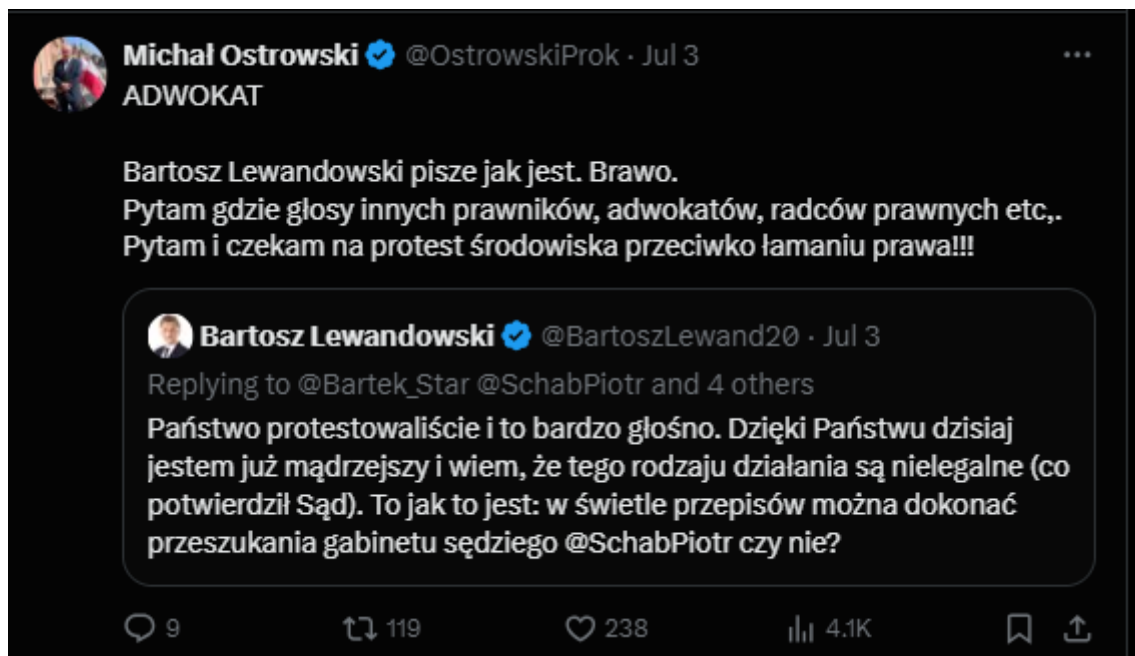 Michał Ostrowski @OstrowskiProk · Jul 3
ADWOKAT
Bartosz Lewandowski pisze jak jest. Brawo.
Pytam gdzie głosy innych prawników, adwokatów, radców prawnych etc,.
Pytam i czekam na protest środowiska przeciwko łamaniu prawa!!!
Bartosz Lewandowski @BartoszLewand20 · Jul 3
Replying to @Bartek_Star @SchabPiotr and 4 others
Państwo protestowaliście i to bardzo głośno. Dzięki Państwu dzisiaj
jestem już mądrzejszy i wiem, że tego rodzaju działania są nielegalne (co
potwierdził Sąd). To jak to jest: w świetle przepisów można dokonać
przeszukania gabinetu sędziego @SchabPiotr czy nie?
9 119 238 4.1K